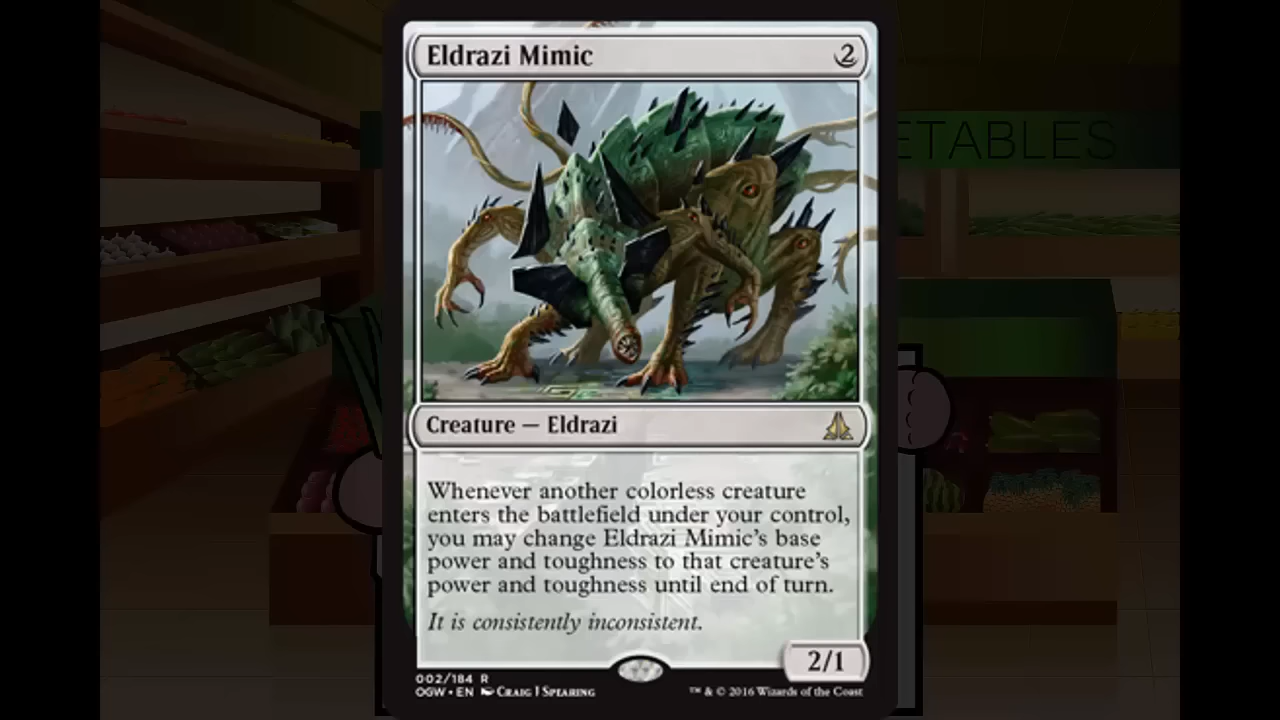 Eldrazi Mimic 2
ETABLES
Creature — Eldrazi
Whenever another colorless creature
enters the battlefield under your control,
you may change Eldrazi Mimic's base
power and toughness to that creature's
power and toughness until end of turn.
It is consistently inconsistent.
2/1
002/184 R
OGW • EN Craig J Spearing
™ & © 2016 Wizards of the Coast